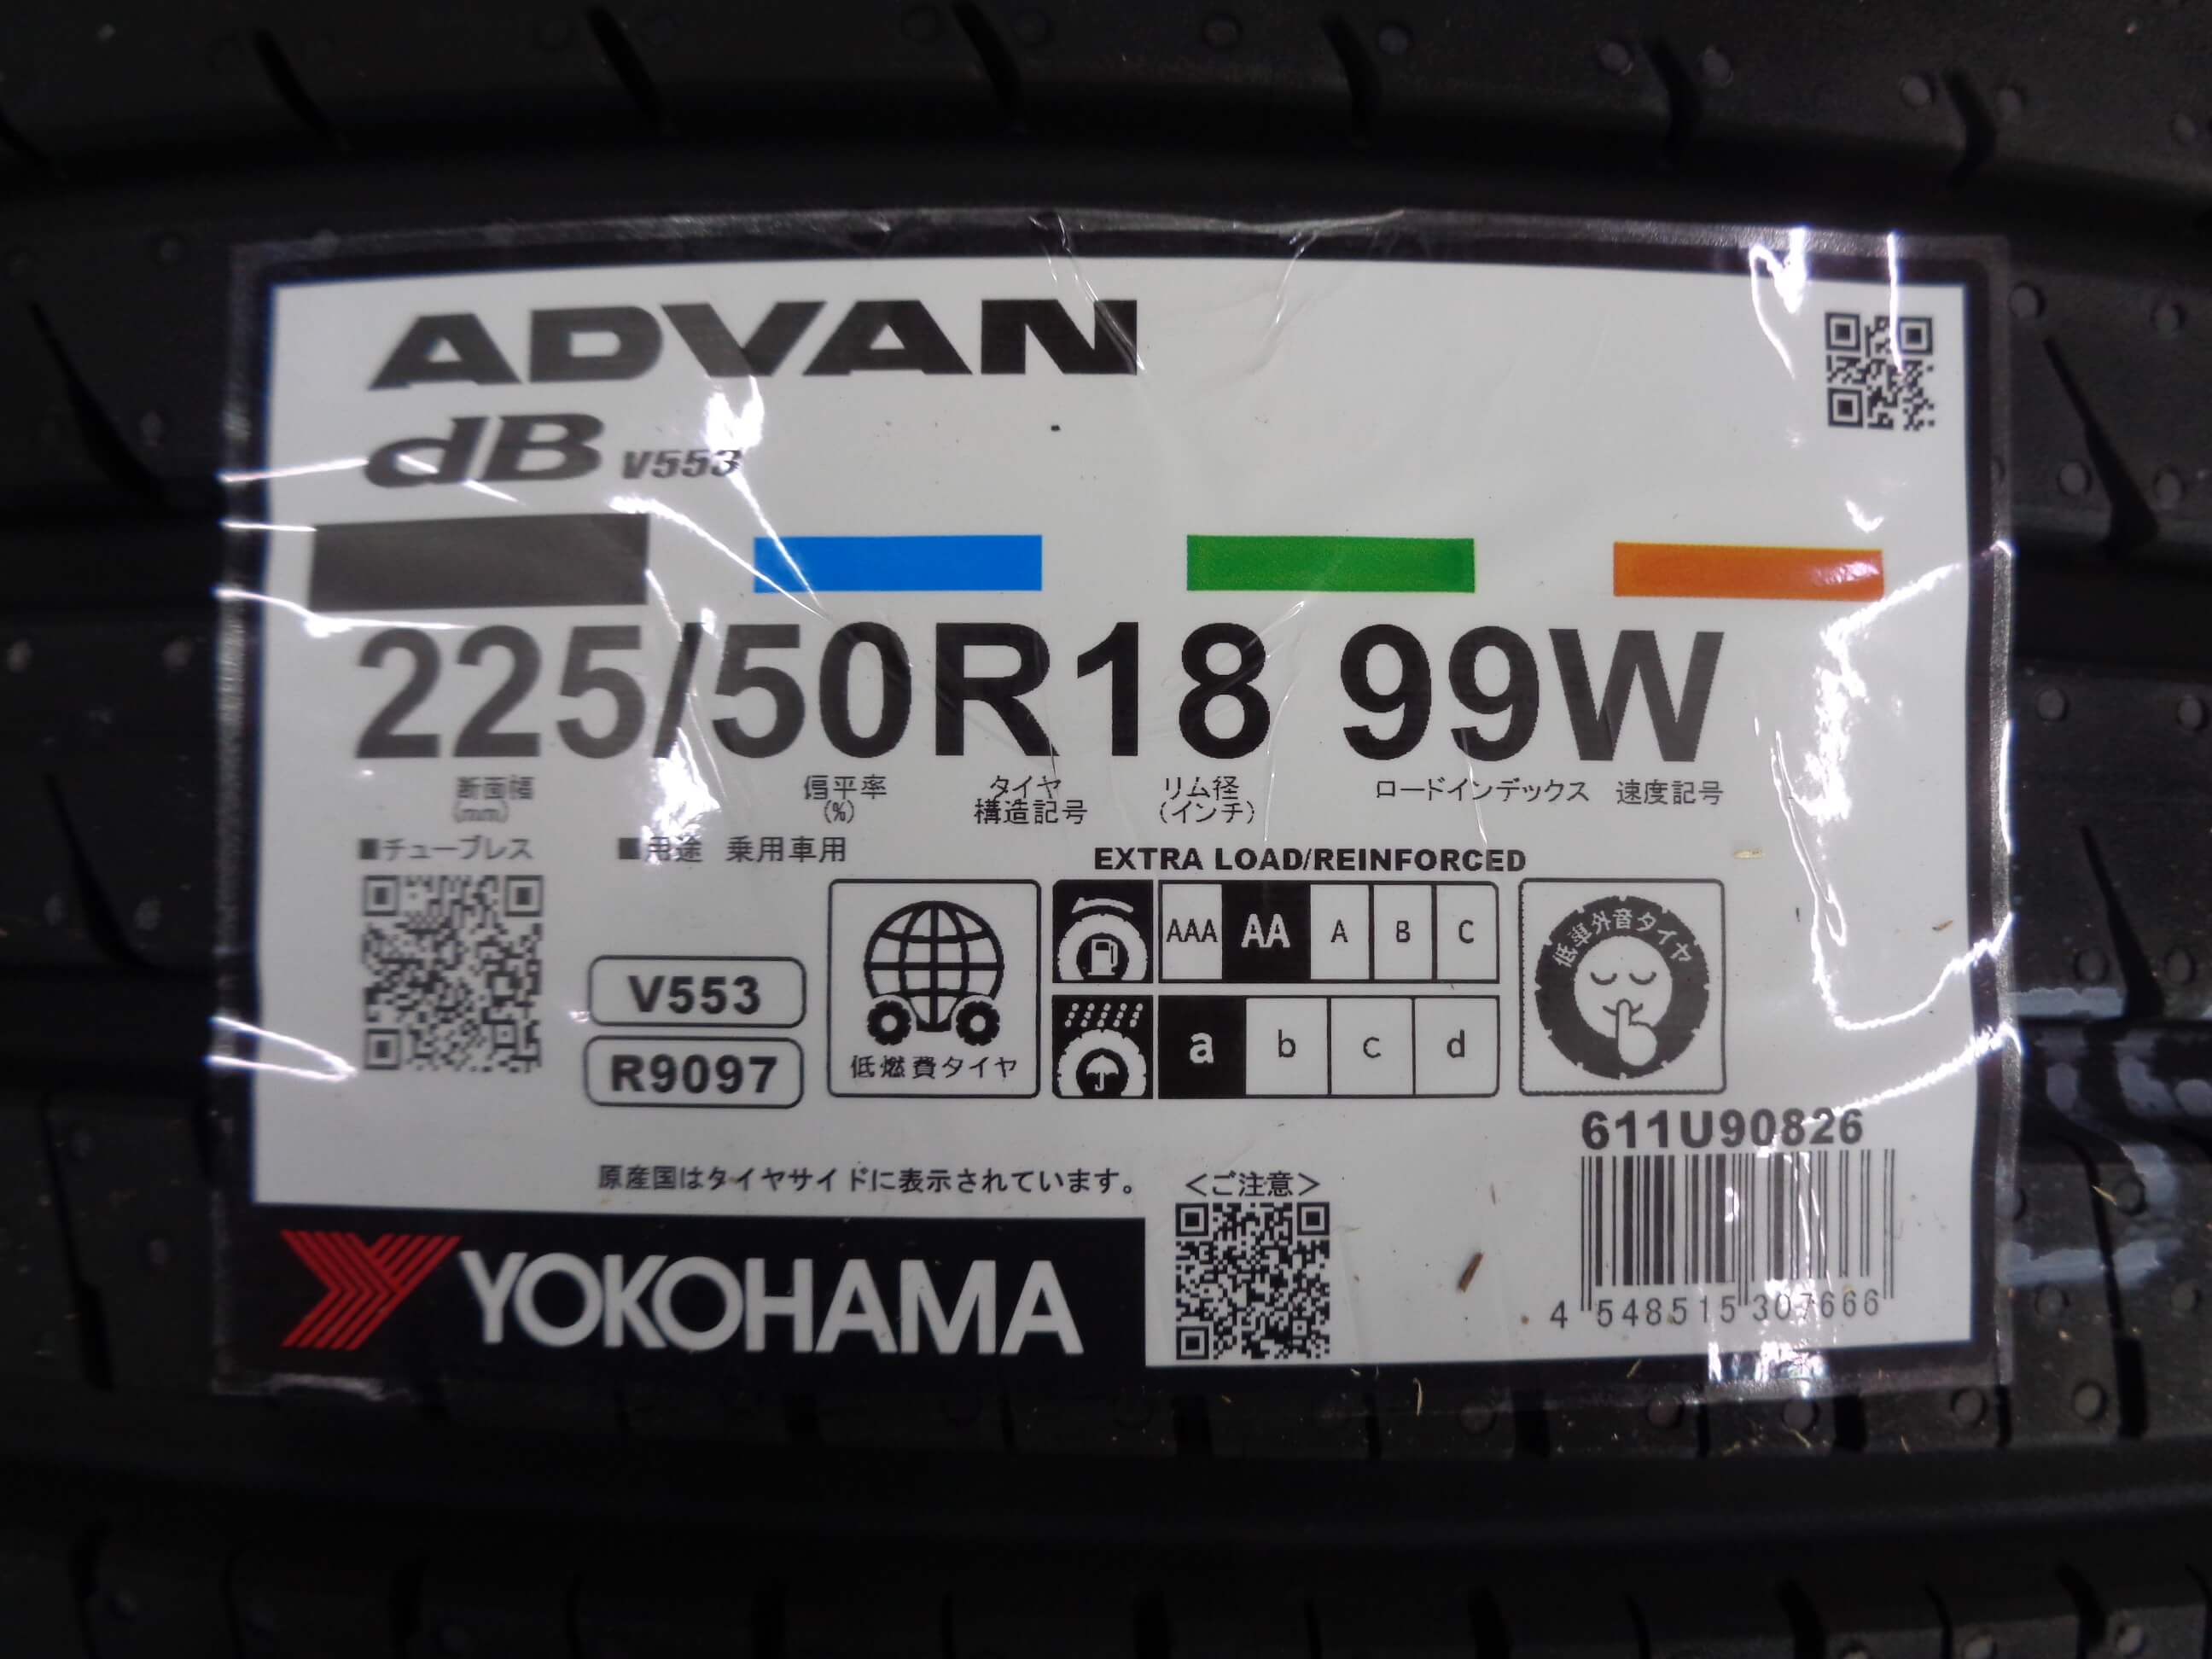 ADVAN
dB V553
225/50R18 99W
断面幅 (mm)
偏平率 (%)
タイヤ
構造記号
リム径
(インチ)
ロードインデックス
速度記号
■チューブレス
■用途 乗用車用
EXTRA LOAD/REINFORCED
AAA AA A B C
低車外音タイヤ
V553
R9097
低燃費タイヤ
a b c d
611U90826
原産国はタイヤサイドに表示されています。
<ご注意>
YOKOHAMA
4 548515 307666